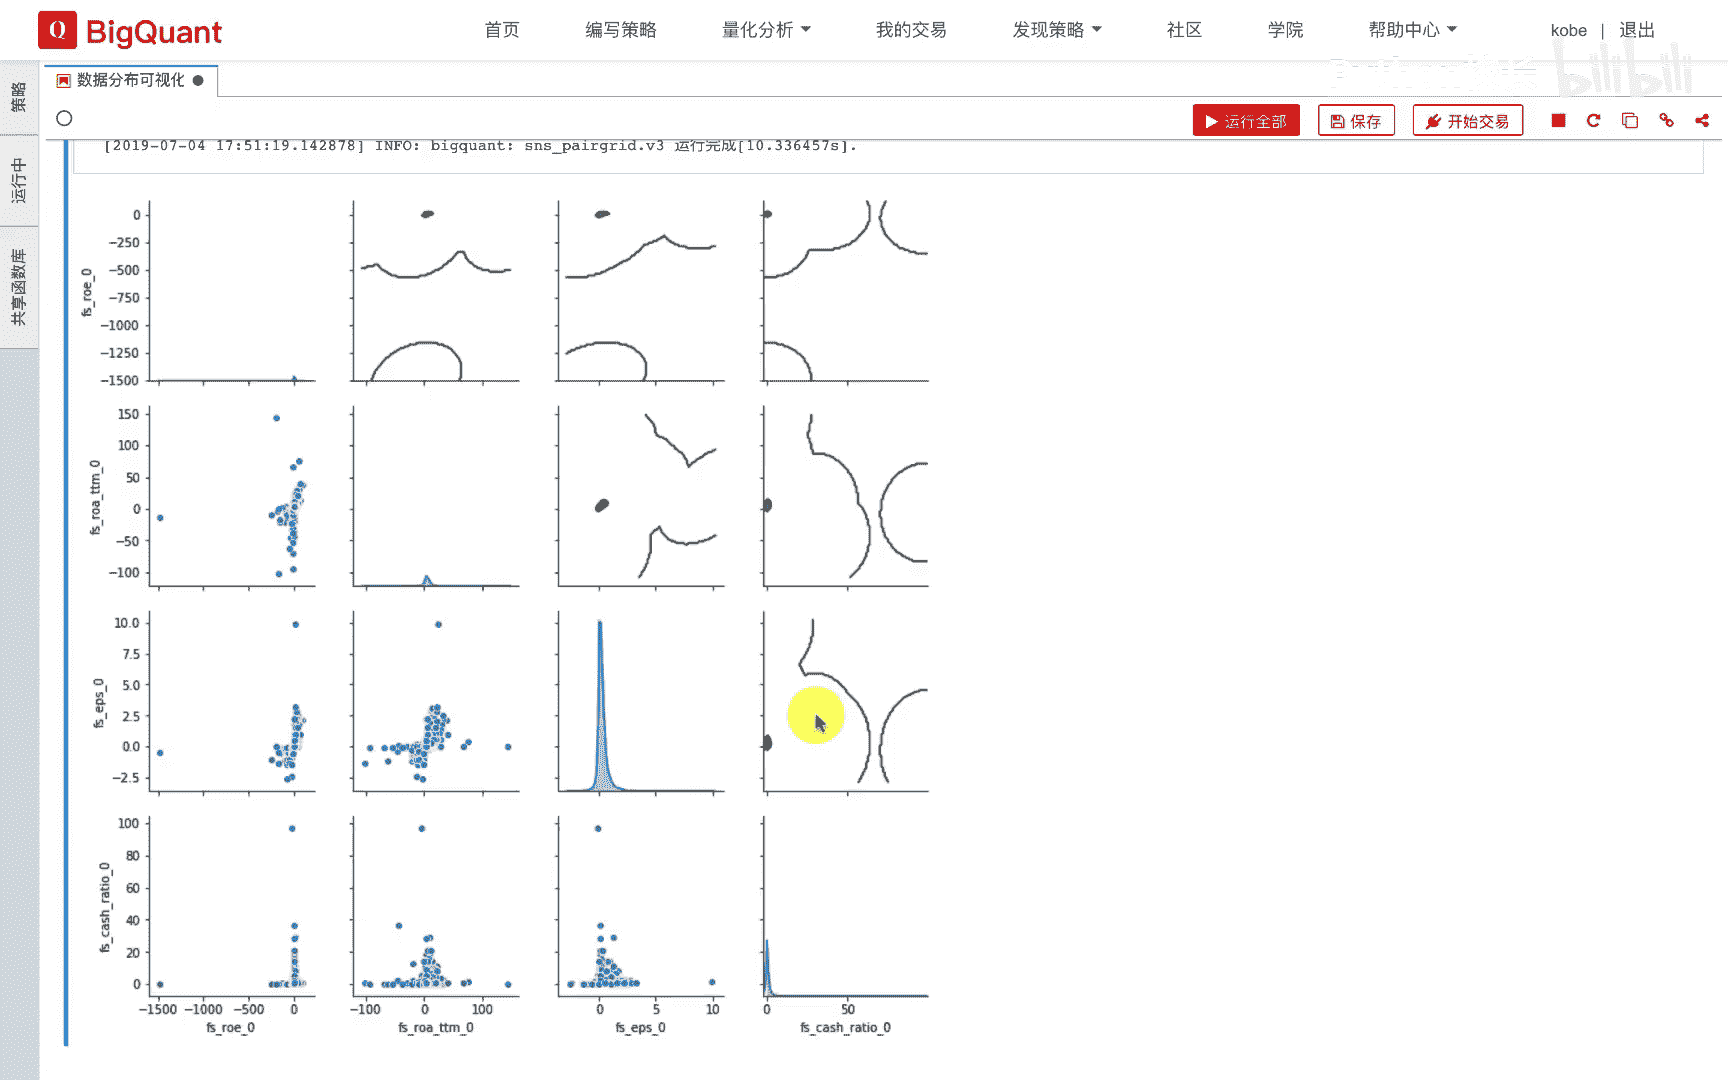 Q BigQuant
首页 编写策略 量化分析 我的交易 发现策略 社区 学院 帮助中心 kobe | 退出
数据分布可视化
bilibili
策略
运行中
共享函数库
运行全部 保存 开始交易
[2019-07-04 17:51:19.142878] INFO: bigquant: sns_pairgrid.v3 运行完成[10.336457s].
fs_roe_0
0
−250
−500
−750
−1000
−1250
−1500
fs_roa_ttm_0
150
100
50
0
−50
−100
fs_eps_0
10.0
7.5
5.0
2.5
0.0
−2.5
fs_cash_ratio_0
100
80
60
40
20
0
−1500 −1000 −500 0 −100 0 100 0 5 10 0 50
fs_roe_0 fs_roa_ttm_0 fs_eps_0 fs_cash_ratio_0